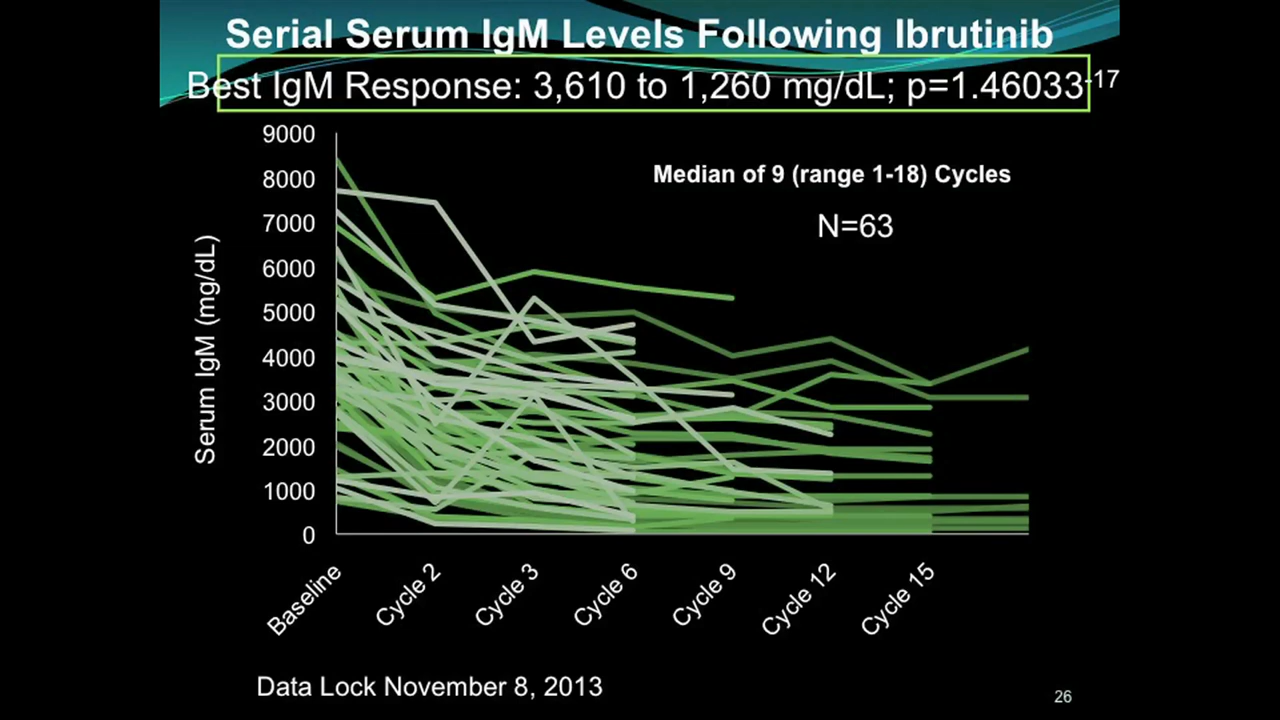 Serial Serum IgM Levels Following Ibrutinib
Best IgM Response: 3,610 to 1,260 mg/dL; p=1.46033-17
Median of 9 (range 1-18) Cycles
N=63
Serum IgM (mg/dL)
9000
8000
7000
6000
5000
4000
3000
2000
1000
0
Baseline
Cycle 2
Cycle 3
Cycle 6
Cycle 9
Cycle 12
Cycle 15
Data Lock November 8, 2013
26